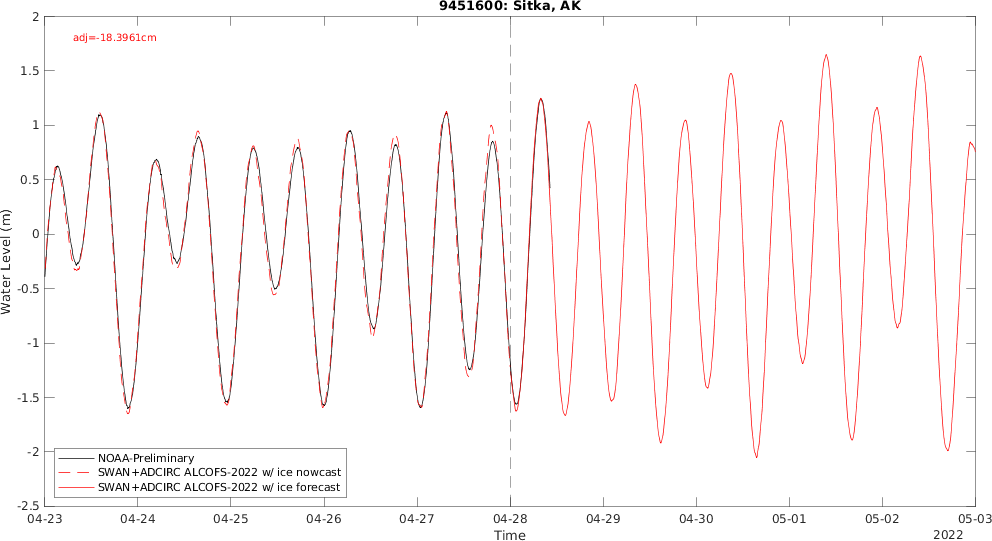 9451600: Sitka, AK
adj=-18.3961cm
2
1.5
1
0.5
0
-0.5
-1
-1.5
-2
-2.5
Water Level (m)
NOAA-Preliminary
SWAN+ADCIRC ALCOFS-2022 w/ ice nowcast
SWAN+ADCIRC ALCOFS-2022 w/ ice forecast
04-23 04-24 04-25 04-26 04-27 04-28 04-29 04-30 05-01 05-02 05-03
Time
2022